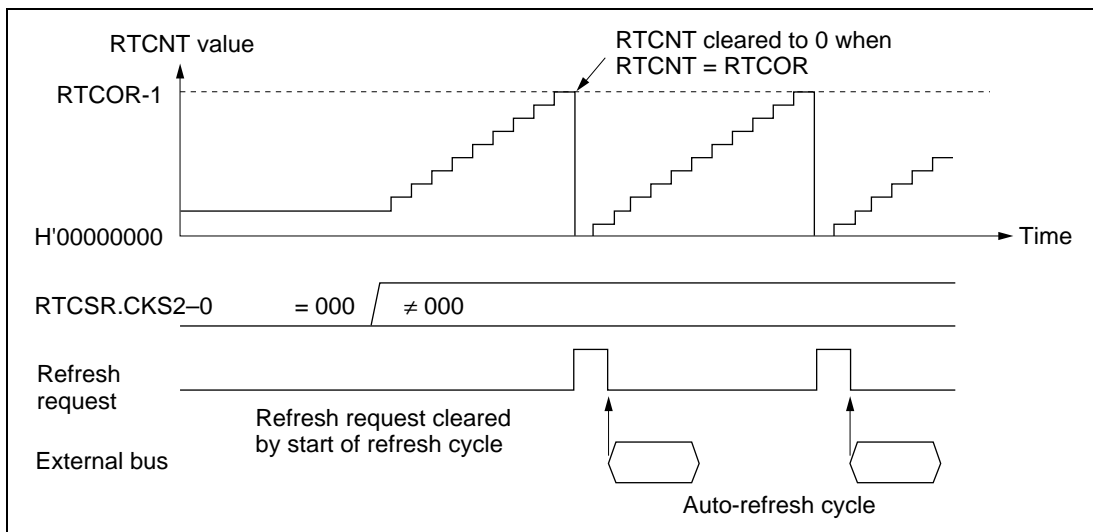 RTCNT value
RTCNT cleared to 0 when
RTCNT = RTCOR
RTCOR-1
H'00000000
Time
RTCSR.CKS2–0 = 000 ≠ 000
Refresh
request
Refresh request cleared
by start of refresh cycle
External bus
Auto-refresh cycle